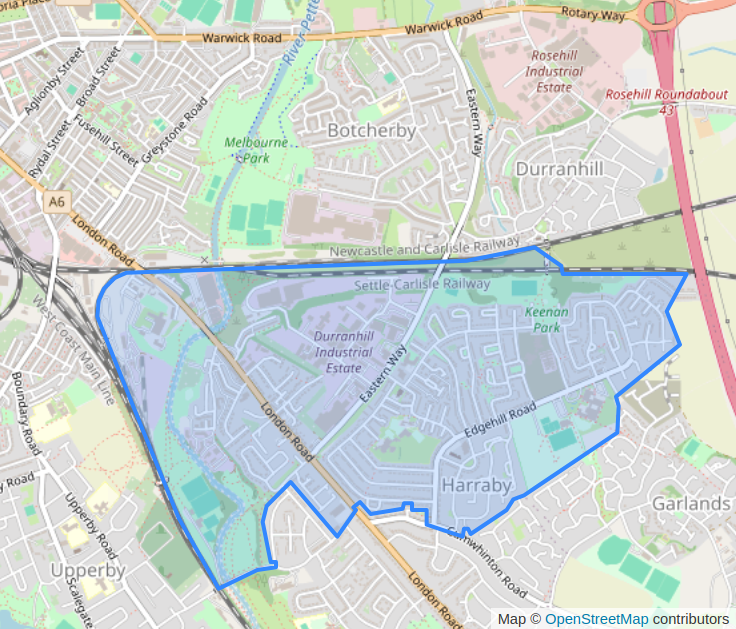 Warwick Road
Warwick Road
Rotary Way
Aglionby Street
Broad Street
Rosehill
Industrial
Estate
Rosehill Roundabout
43
Fusehill Street
Greystone Road
Rydal Street
Botcherby
Eastern Way
Melbourne
Park
Durranhill
A6
London Road
Newcastle and Carlisle Railway
Settle-Carlisle Railway
West Coast Main Line
Keenan
Park
Durranhill
Industrial
Estate
Eastern Way
Boundary Road
London Road
Edgehill Road
Harraby
Garlands
Upperby Road
Upperby
Scalegate
Cumwhinton Road
London Road
Map © OpenStreetMap contributors